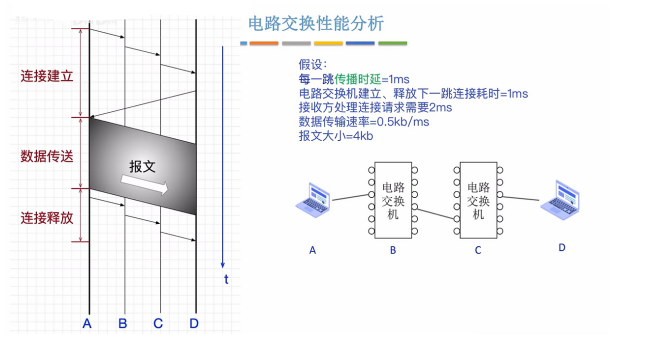 电路交换性能分析
连接建立
数据传送
连接释放
报文
t
A B C D
假设：
每一跳传播时延=1ms
电路交换机建立、释放下一跳连接耗时=1ms
接收方处理连接请求需要2ms
数据传输速率=0.5kb/ms
报文大小=4kb
电路
交换
机
电路
交换
机
A B C D